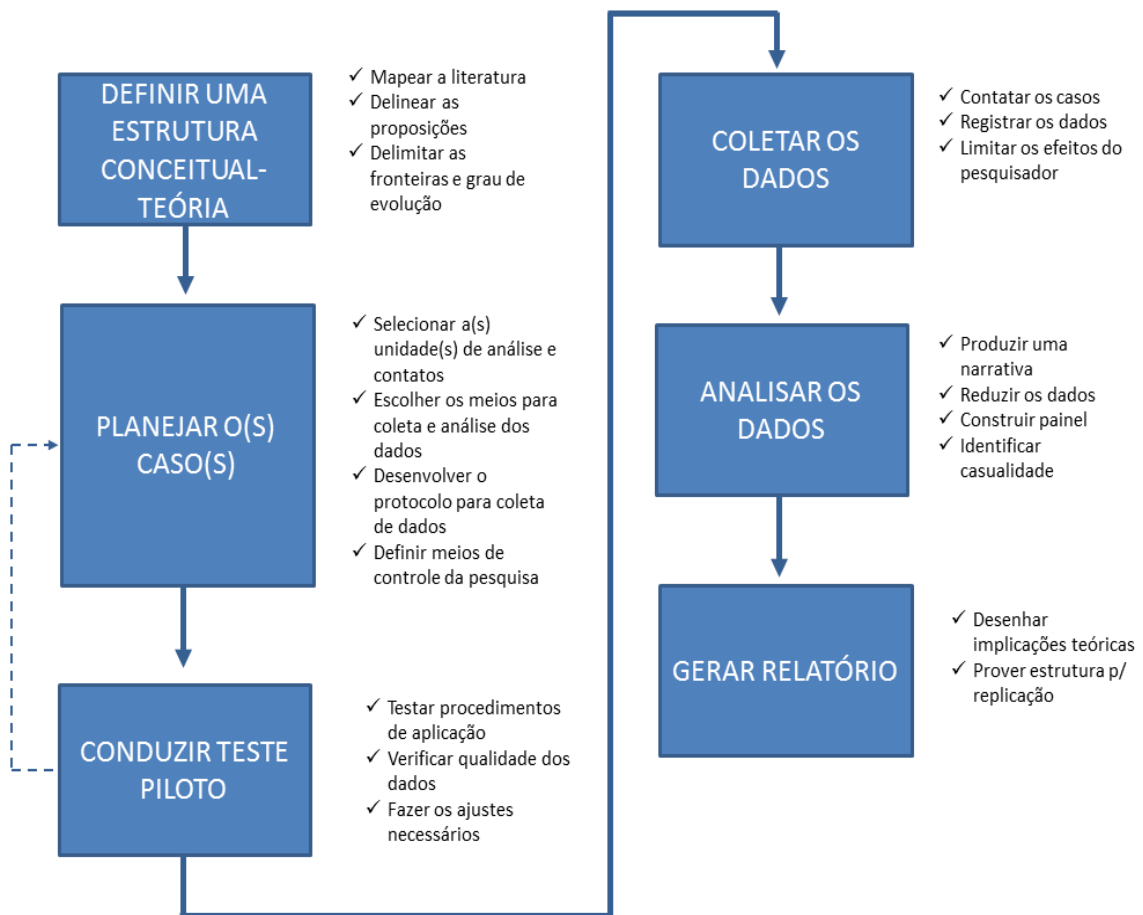 DEFINIR UMA
ESTRUTURA
CONCEITUAL-
TEÓRIA
✓ Mapear a literatura
✓ Delinear as
proposições
✓ Delimitar as
fronteiras e grau de
evolução
PLANEJAR O(S)
CASO(S)
✓ Selecionar a(s)
unidade(s) de análise e
contatos
✓ Escolher os meios para
coleta e análise dos
dados
✓ Desenvolver o
protocolo para coleta
de dados
✓ Definir meios de
controle da pesquisa
CONDUZIR TESTE
PILOTO
✓ Testar procedimentos
de aplicação
✓ Verificar qualidade dos
dados
✓ Fazer os ajustes
necessários
COLETAR OS
DADOS
✓ Contatar os casos
✓ Registrar os dados
✓ Limitar os efeitos do
pesquisador
ANALISAR OS
DADOS
✓ Produzir uma
narrativa
✓ Reduzir os dados
✓ Construir painel
✓ Identificar
casualidade
GERAR RELATÓRIO
✓ Desenhar
implicações teóricas
✓ Prover estrutura p/
replicação